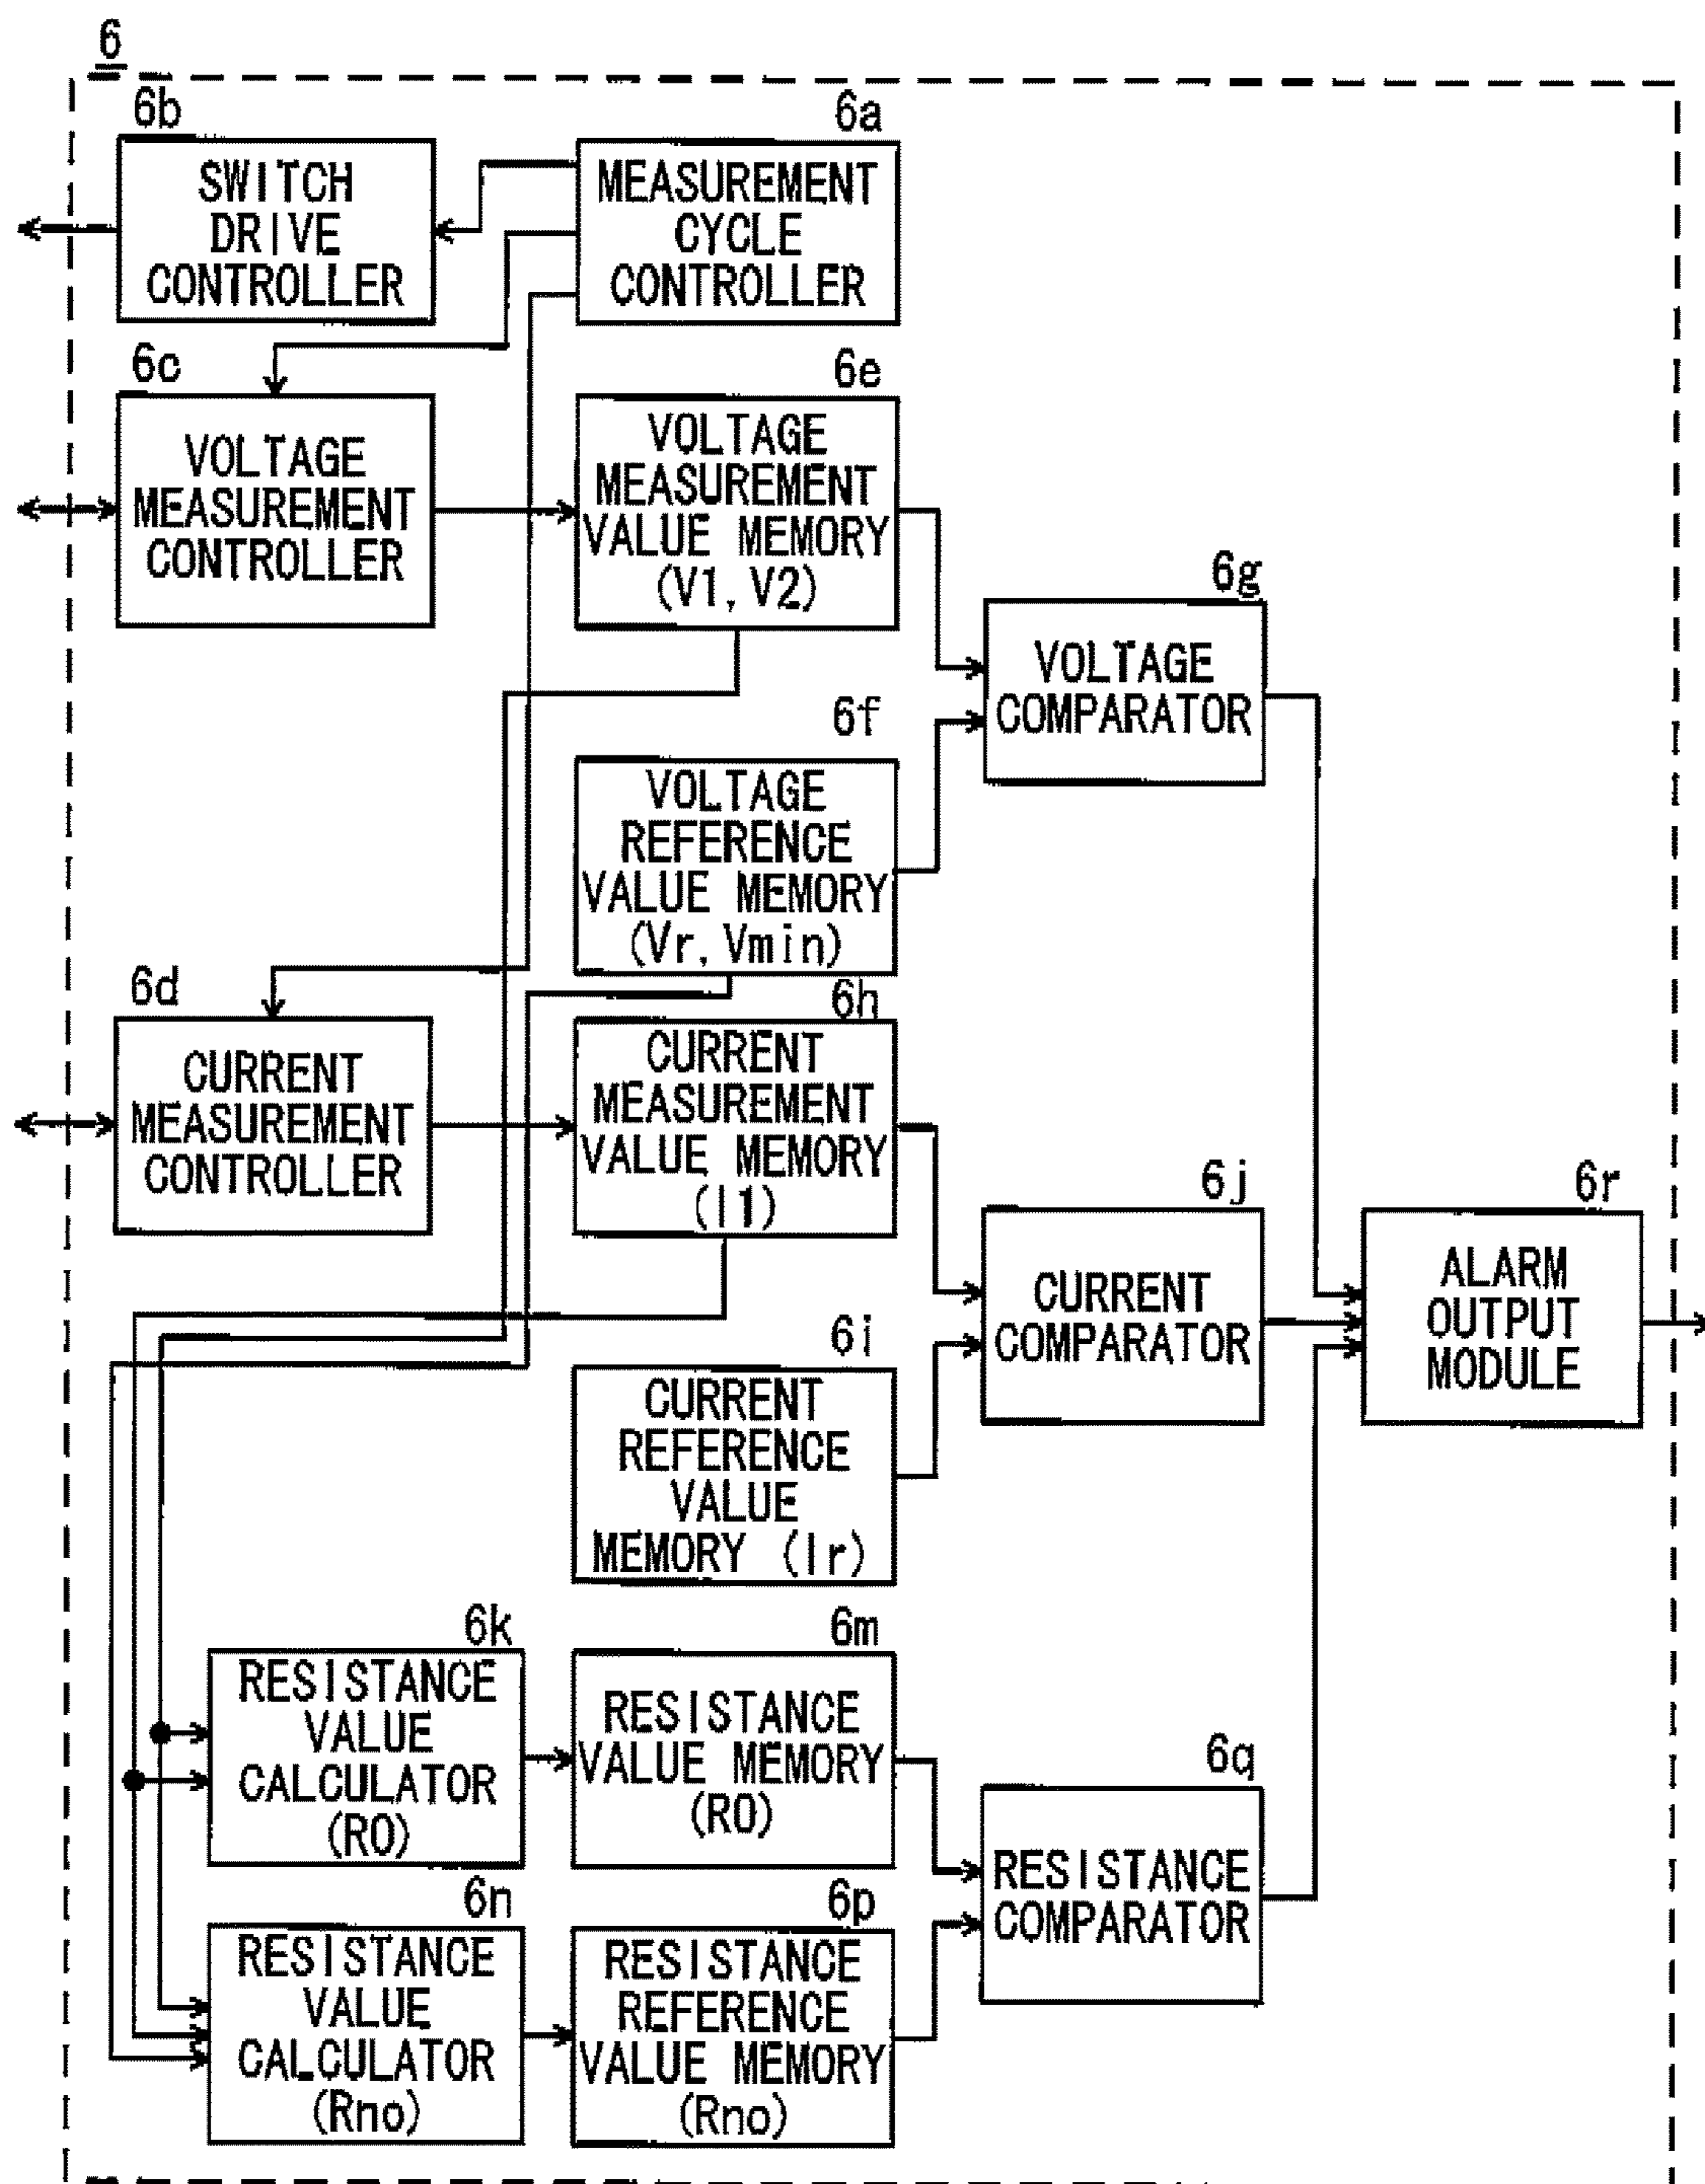 6
6b
SWITCH
DRIVE
CONTROLLER
6a
MEASUREMENT
CYCLE
CONTROLLER
6c
VOLTAGE
MEASUREMENT
CONTROLLER
6e
VOLTAGE
MEASUREMENT
VALUE MEMORY
(V1, V2)
6g
VOLTAGE
COMPARATOR
6f
VOLTAGE
REFERENCE
VALUE MEMORY
(Vr, Vmin)
6d
CURRENT
MEASUREMENT
CONTROLLER
6h
CURRENT
MEASUREMENT
VALUE MEMORY
(I1)
6j
CURRENT
COMPARATOR
6r
ALARM
OUTPUT
MODULE
6i
CURRENT
REFERENCE
VALUE
MEMORY (Ir)
6k
RESISTANCE
VALUE
CALCULATOR
(R0)
6m
RESISTANCE
VALUE MEMORY
(R0)
6q
RESISTANCE
COMPARATOR
6n
RESISTANCE
VALUE
CALCULATOR
(Rno)
6p
RESISTANCE
REFERENCE
VALUE MEMORY
(Rno)